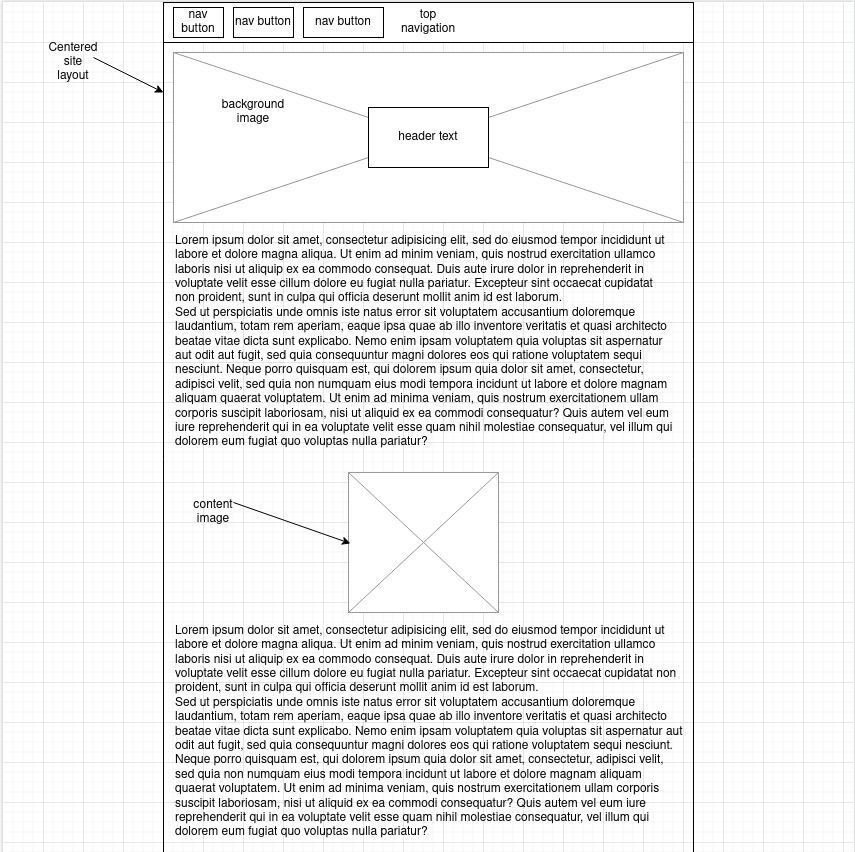 nav
button
nav button
nav button
top
navigation
Centered
site
layout
background
image
header text
Lorem ipsum dolor sit amet, consectetur adipisicing elit, sed do eiusmod tempor incididunt ut
labore et dolore magna aliqua. Ut enim ad minim veniam, quis nostrud exercitation ullamco
laboris nisi ut aliquip ex ea commodo consequat. Duis aute irure dolor in reprehenderit in
voluptate velit esse cillum dolore eu fugiat nulla pariatur. Excepteur sint occaecat cupidatat
non proident, sunt in culpa qui officia deserunt mollit anim id est laborum.
Sed ut perspiciatis unde omnis iste natus error sit voluptatem accusantium doloremque
laudantium, totam rem aperiam, eaque ipsa quae ab illo inventore veritatis et quasi architecto
beatae vitae dicta sunt explicabo. Nemo enim ipsam voluptatem quia voluptas sit aspernatur
aut odit aut fugit, sed quia consequuntur magni dolores eos qui ratione voluptatem sequi
nesciunt. Neque porro quisquam est, qui dolorem ipsum quia dolor sit amet, consectetur,
adipisci velit, sed quia non numquam eius modi tempora incidunt ut labore et dolore magnam
aliquam quaerat voluptatem. Ut enim ad minima veniam, quis nostrum exercitationem ullam
corporis suscipit laboriosam, nisi ut aliquid ex ea commodi consequatur? Quis autem vel eum
iure reprehenderit qui in ea voluptate velit esse quam nihil molestiae consequatur, vel illum qui
dolorem eum fugiat quo voluptas nulla pariatur?
content
image
Lorem ipsum dolor sit amet, consectetur adipisicing elit, sed do eiusmod tempor incididunt ut
labore et dolore magna aliqua. Ut enim ad minim veniam, quis nostrud exercitation ullamco
laboris nisi ut aliquip ex ea commodo consequat. Duis aute irure dolor in reprehenderit in
voluptate velit esse cillum dolore eu fugiat nulla pariatur. Excepteur sint occaecat cupidatat non
proident, sunt in culpa qui officia deserunt mollit anim id est laborum.
Sed ut perspiciatis unde omnis iste natus error sit voluptatem accusantium doloremque
laudantium, totam rem aperiam, eaque ipsa quae ab illo inventore veritatis et quasi architecto
beatae vitae dicta sunt explicabo. Nemo enim ipsam voluptatem quia voluptas sit aspernatur aut
odit aut fugit, sed quia consequuntur magni dolores eos qui ratione voluptatem sequi nesciunt.
Neque porro quisquam est, qui dolorem ipsum quia dolor sit amet, consectetur, adipisci velit,
sed quia non numquam eius modi tempora incidunt ut labore et dolore magnam aliquam
quaerat voluptatem. Ut enim ad minima veniam, quis nostrum exercitationem ullam corporis
suscipit laboriosam, nisi ut aliquid ex ea commodi consequatur? Quis autem vel eum iure
reprehenderit qui in ea voluptate velit esse quam nihil molestiae consequatur, vel illum qui
dolorem eum fugiat quo voluptas nulla pariatur?